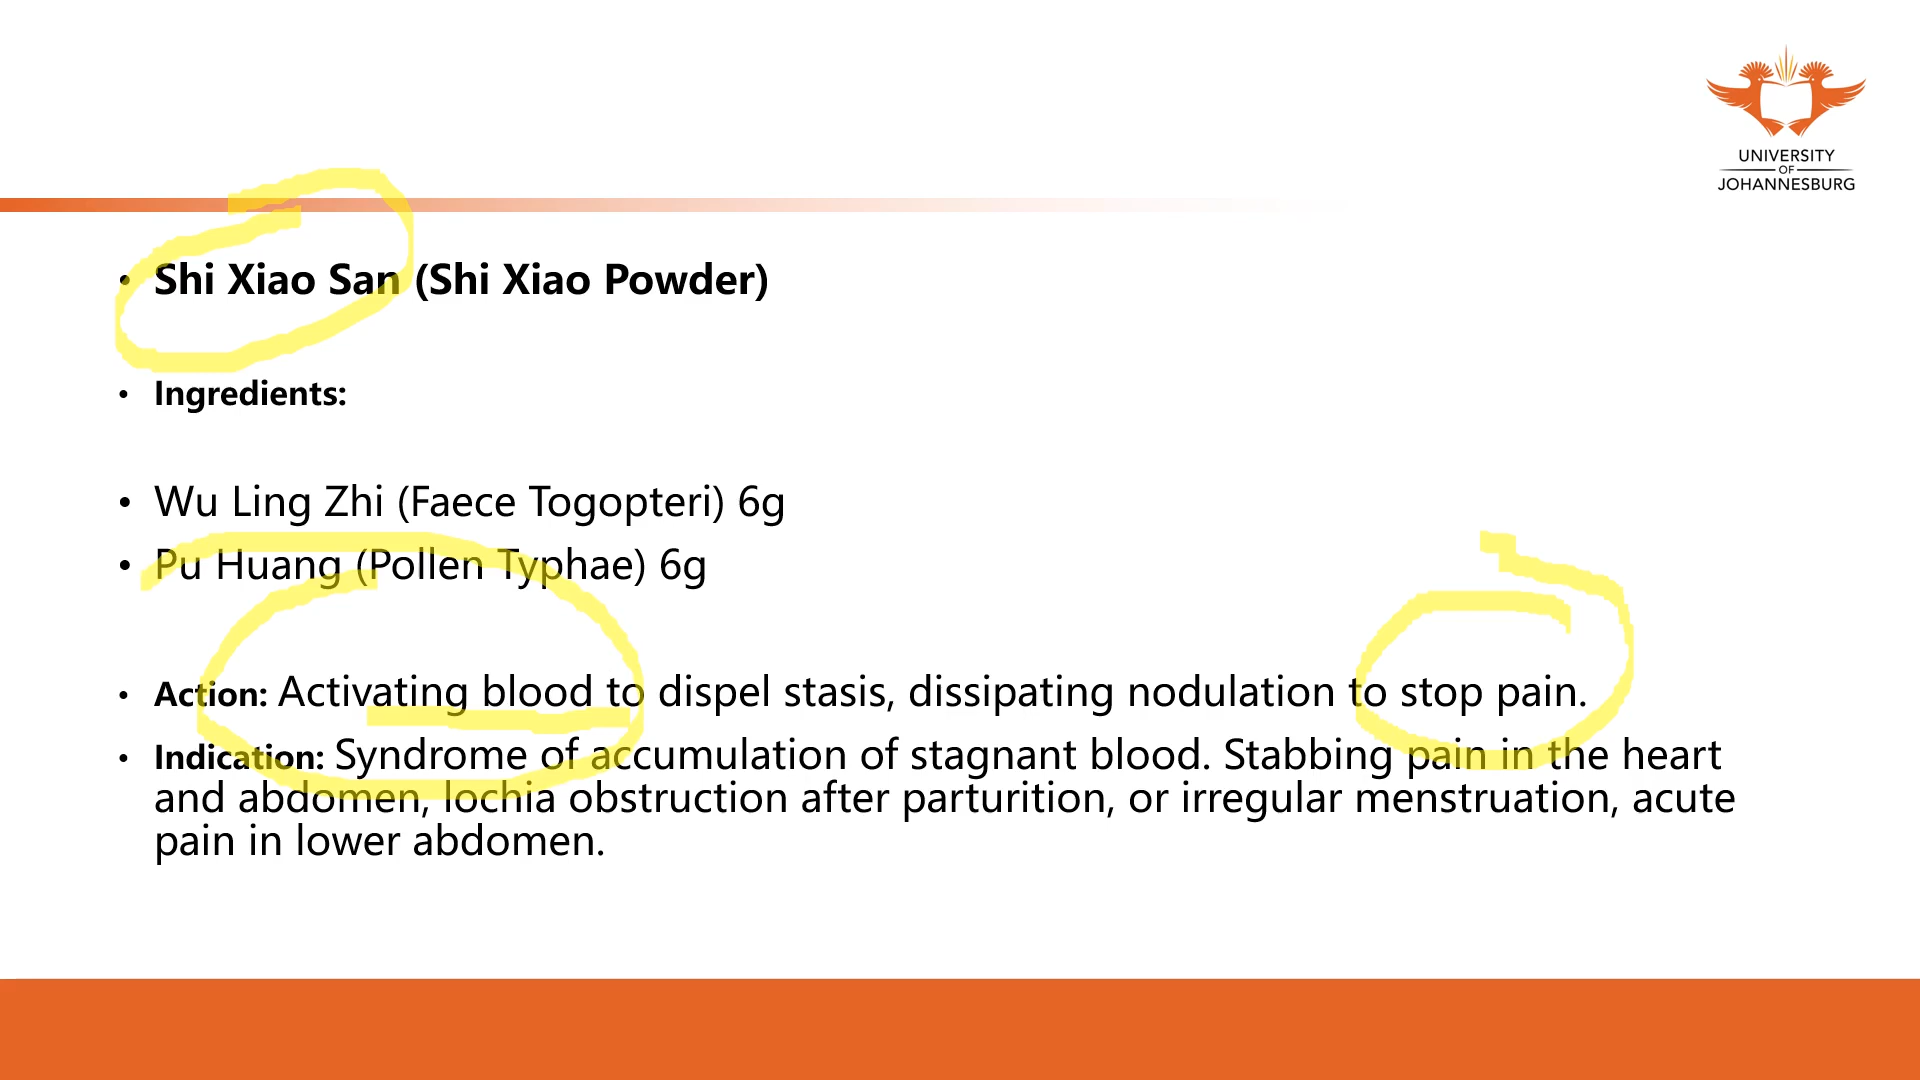 UNIVERSITY
OF
JOHANNESBURG
• Shi Xiao San (Shi Xiao Powder)
• Ingredients:
• Wu Ling Zhi (Faece Togopteri) 6g
• Pu Huang (Pollen Typhae) 6g
• Action: Activating blood to dispel stasis, dissipating nodulation to stop pain.
• Indication: Syndrome of accumulation of stagnant blood. Stabbing pain in the heart
and abdomen, lochia obstruction after parturition, or irregular menstruation, acute
pain in lower abdomen.